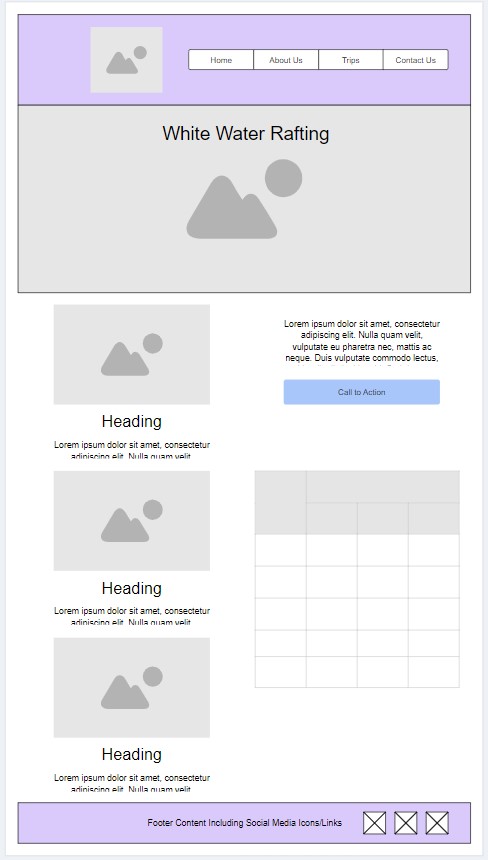 Home
About Us
Trips
Contact Us
White Water Rafting
Heading
Lorem ipsum dolor sit amet, consectetur
adipiscing elit. Nulla quam velit,
Heading
Lorem ipsum dolor sit amet, consectetur
adipiscing elit. Nulla quam velit,
Heading
Lorem ipsum dolor sit amet, consectetur
adipiscing elit. Nulla quam velit,
Lorem ipsum dolor sit amet, consectetur
adipiscing elit. Nulla quam velit,
vulputate eu pharetra nec, mattis ac
neque. Duis vulputate commodo lectus,
Call to Action
Footer Content Including Social Media Icons/Links